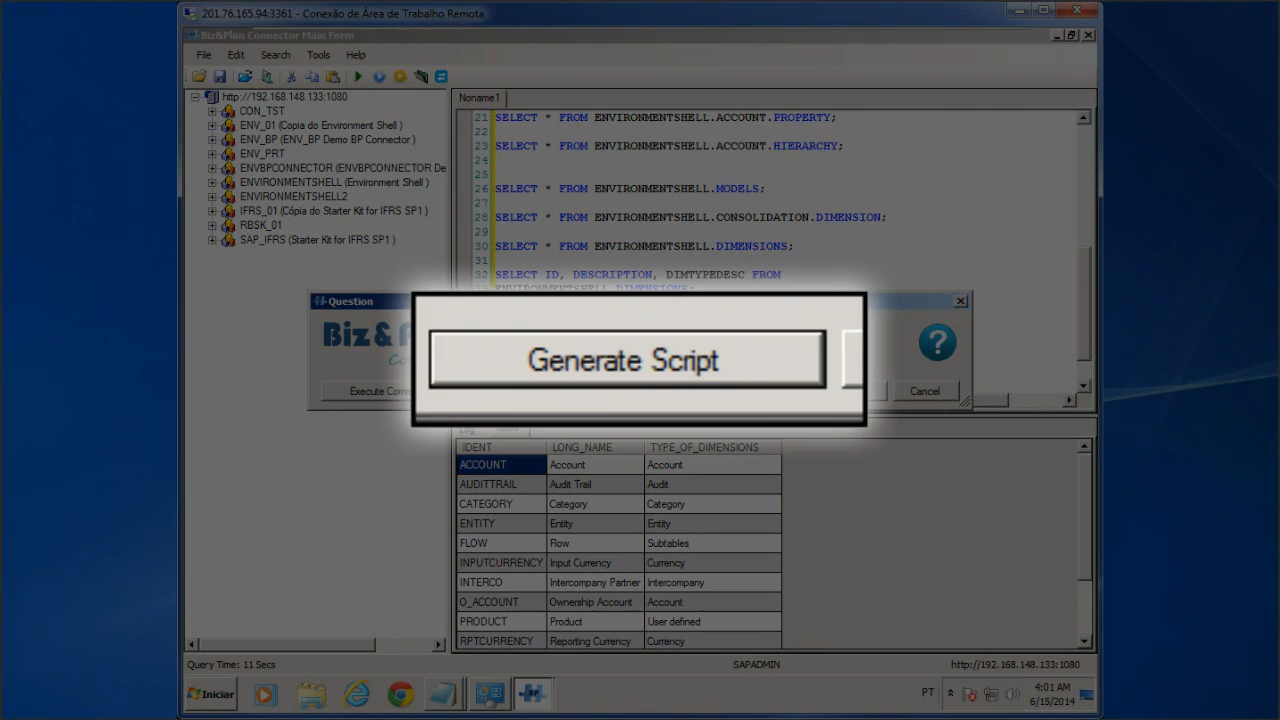 201.76.165.94:3361 - Conexão de Área de Trabalho Remota
Biz&Plan Connector Main Form
File Edit Search Tools Help
http://192.168.148.133:1080
CON_TST
ENV_01 (Copia do Environment Shell )
ENV_BP (ENV_BP Demo BP Connector )
ENV_PRT
ENVBPCONNECTOR (ENVBPCONNECTOR De
ENVIRONMENTSHELL (Environment Shell )
ENVIRONMENTSHELL2
IFRS_01 (Cópia do Starter Kit for IFRS SP1 )
RBSK_01
SAP_IFRS (Starter Kit for IFRS SP1 )
Noname1
21 SELECT * FROM ENVIRONMENTSHELL.ACCOUNT.PROPERTY;
22
23 SELECT * FROM ENVIRONMENTSHELL.ACCOUNT.HIERARCHY;
24
25
26 SELECT * FROM ENVIRONMENTSHELL.MODELS;
27
28 SELECT * FROM ENVIRONMENTSHELL.CONSOLIDATION.DIMENSION;
29
30 SELECT * FROM ENVIRONMENTSHELL.DIMENSIONS;
31
32 SELECT ID, DESCRIPTION, DIMTYPEDESC FROM
ENVIRONMENTSHELL.DIMENSIONS;
Question
Biz&
Execute Com
Generate Script
Cancel
IDENT LONG_NAME TYPE_OF_DIMENSIONS
ACCOUNT Account Account
AUDITTRAIL Audit Trail Audit
CATEGORY Category Category
ENTITY Entity Entity
FLOW Flow Subtables
INPUTCURRENCY Input Currency Currency
INTERCO Intercompany Partner Intercompany
O_ACCOUNT Ownership Account Account
PRODUCT Product User defined
RPTCURRENCY Reporting Currency Currency
Query Time: 11 Secs SAPADMIN http://192.168.148.133:1080
Iniciar PT 4:01 AM
6/15/2014